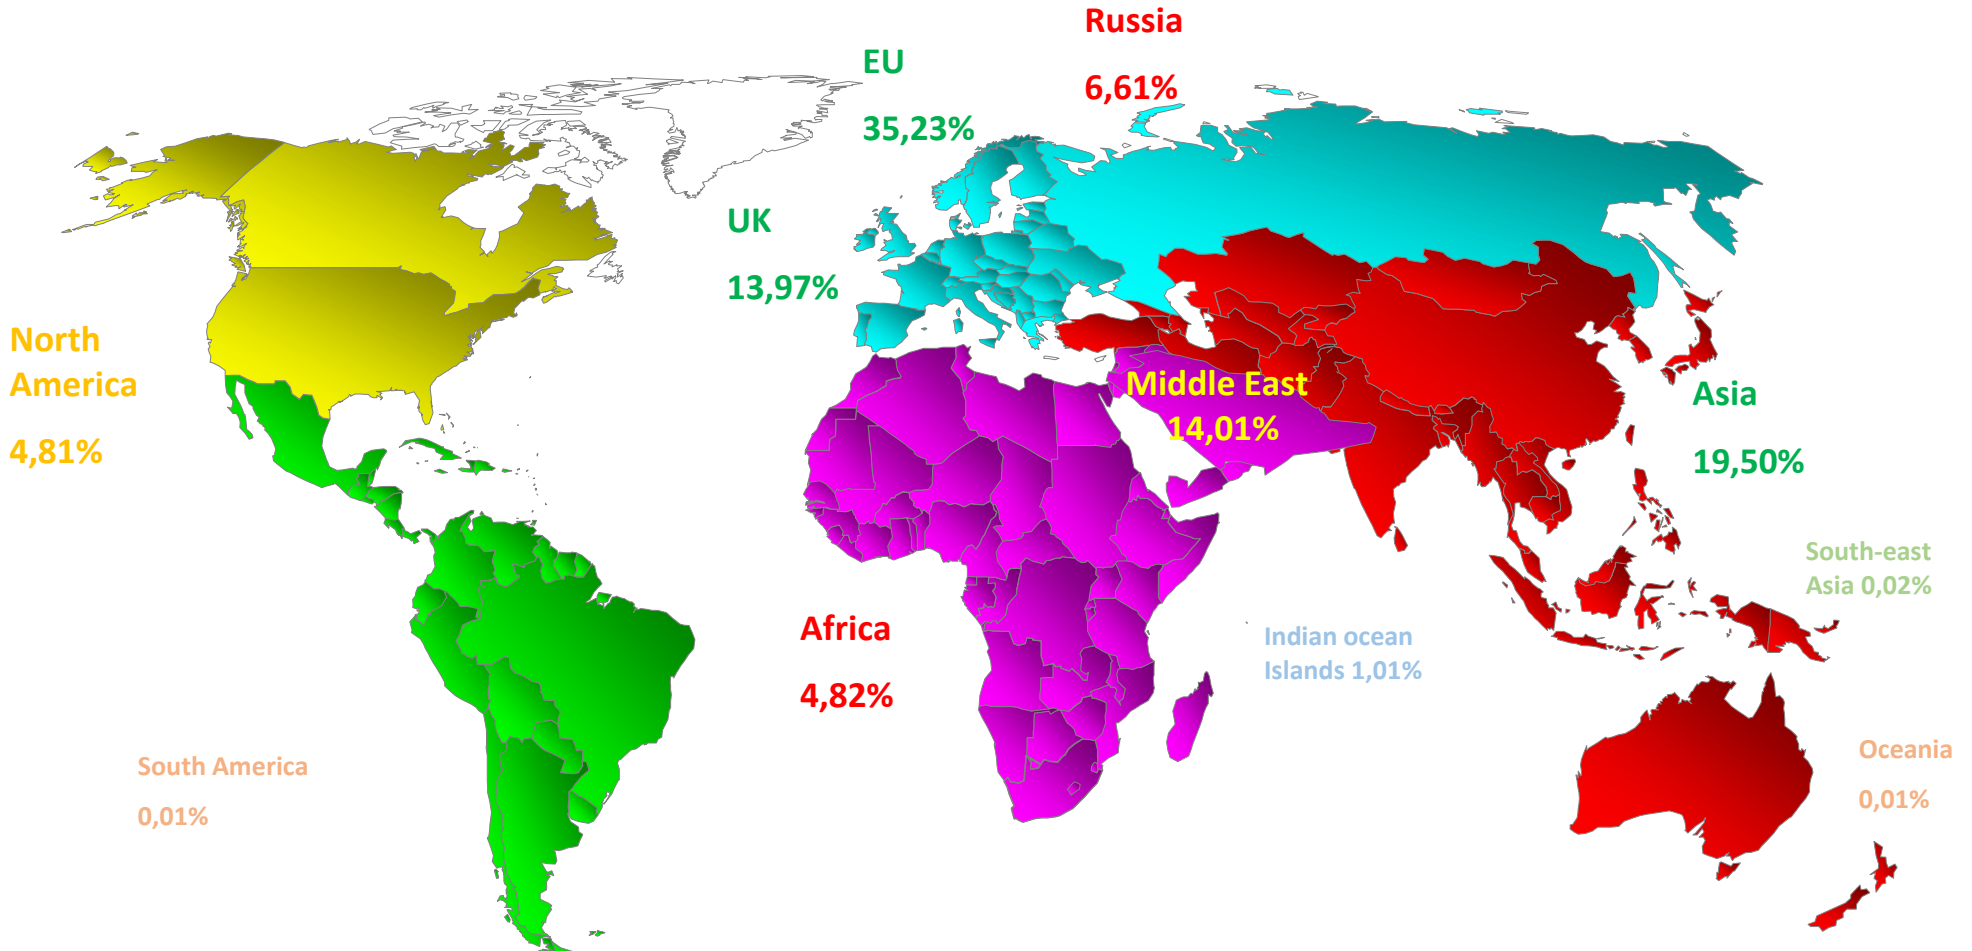 Russia
6,61%
EU
35,23%
UK
13,97%
North
America
4,81%
Middle East
14,01%
Asia
19,50%
South-east
Asia 0,02%
Africa
4,82%
Indian ocean
Islands 1,01%
South America
0,01%
Oceania
0,01%